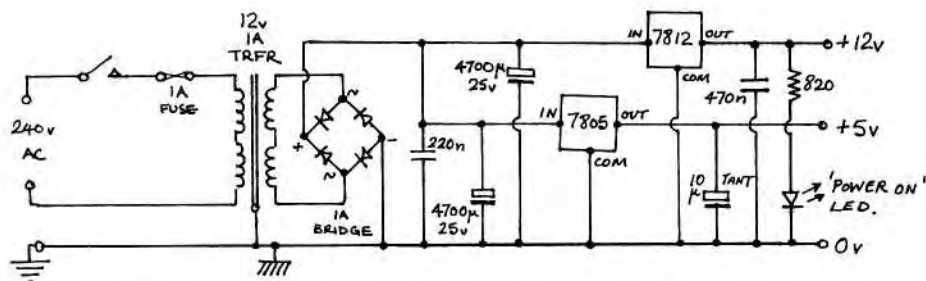 240v
AC
1A
FUSE
12v
1A
TRFR
~
+
-
~
1A
BRIDGE
220n
4700µ
25v
4700µ
25v
IN
7812
OUT
COM
IN
7805
OUT
COM
10
µ
TANT
470n
820
'POWER ON'
LED.
+12v
+5v
0v